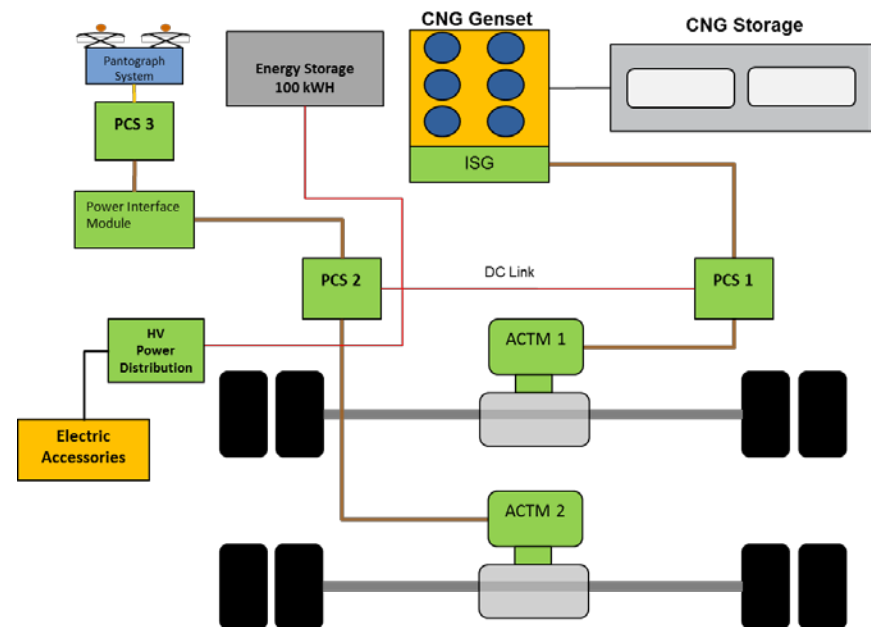 CNG Genset
CNG Storage
Pantograph
System
Energy Storage
100 kWH
PCS 3
ISG
Power Interface
Module
PCS 2
DC Link
PCS 1
HV
Power
Distribution
ACTM 1
Electric
Accessories
ACTM 2